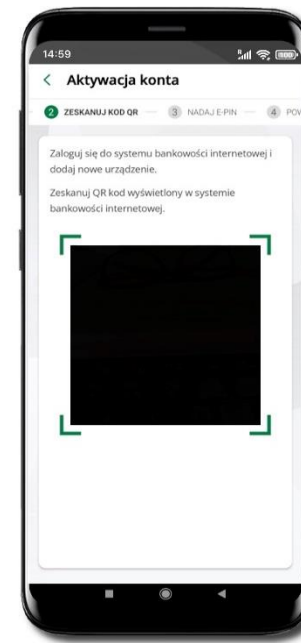 14:59
100
Aktywacja konta
2 ZESKANUJ KOD QR 3 NADAJ E-PIN 4 POW
Zaloguj się do systemu bankowości internetowej i
dodaj nowe urządzenie.
Zeskanuj QR kod wyświetlony w systemie
bankowości internetowej.